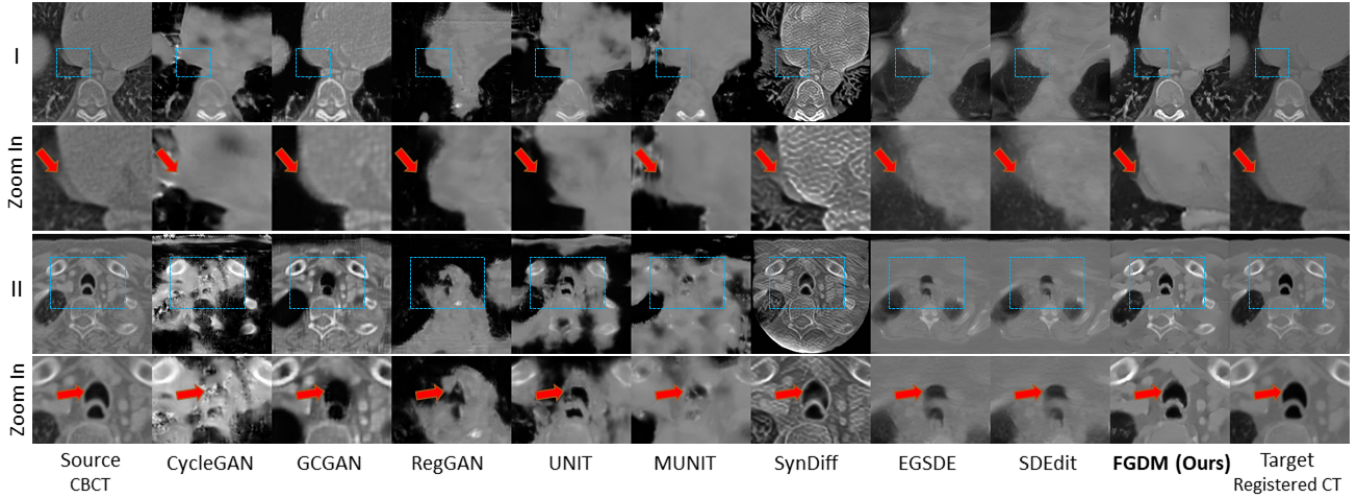 I
Zoom In
II
Zoom In
Source CycleGAN GCGAN RegGAN UNIT MUNIT SynDiff EGSDE SDEdit FGDM (Ours) Target
CBCT Registered CT